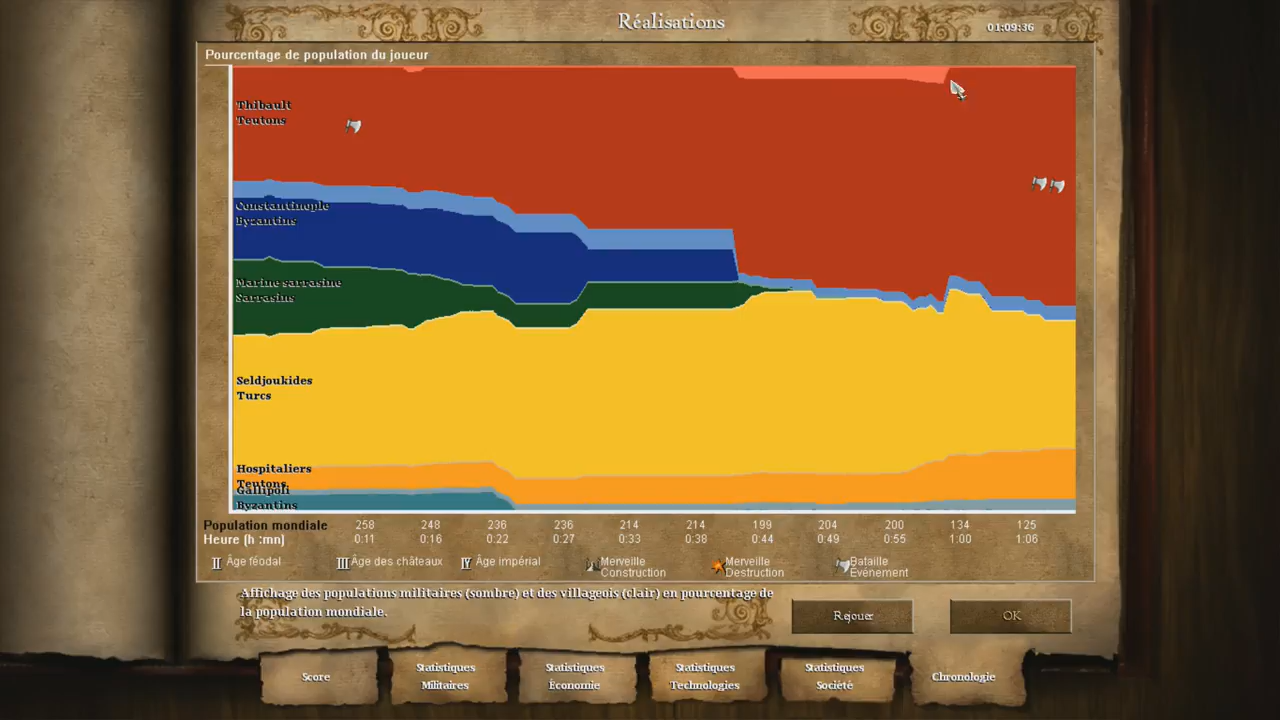 Réalisations
01:09:36
Pourcentage de population du joueur
Thibault
Teutons
Constantinople
Byzantins
Marine sarrasine
Sarrasins
Seldjoukides
Turcs
Hospitaliers
Teutons
Gallipoli
Byzantins
Population mondiale 258 248 236 236 214 214 199 204 200 134 125
Heure (h :mn) 0:11 0:16 0:22 0:27 0:33 0:38 0:44 0:49 0:55 1:00 1:06
II Âge féodal III Âge des châteaux IV Âge impérial Merveille Construction Merveille Destruction Bataille Événement
Affichage des populations militaires (sombre) et des villageois (clair) en pourcentage de
la population mondiale.
Rejouer
OK
Score
Statistiques
Militaires
Statistiques
Économie
Statistiques
Technologies
Statistiques
Société
Chronologie